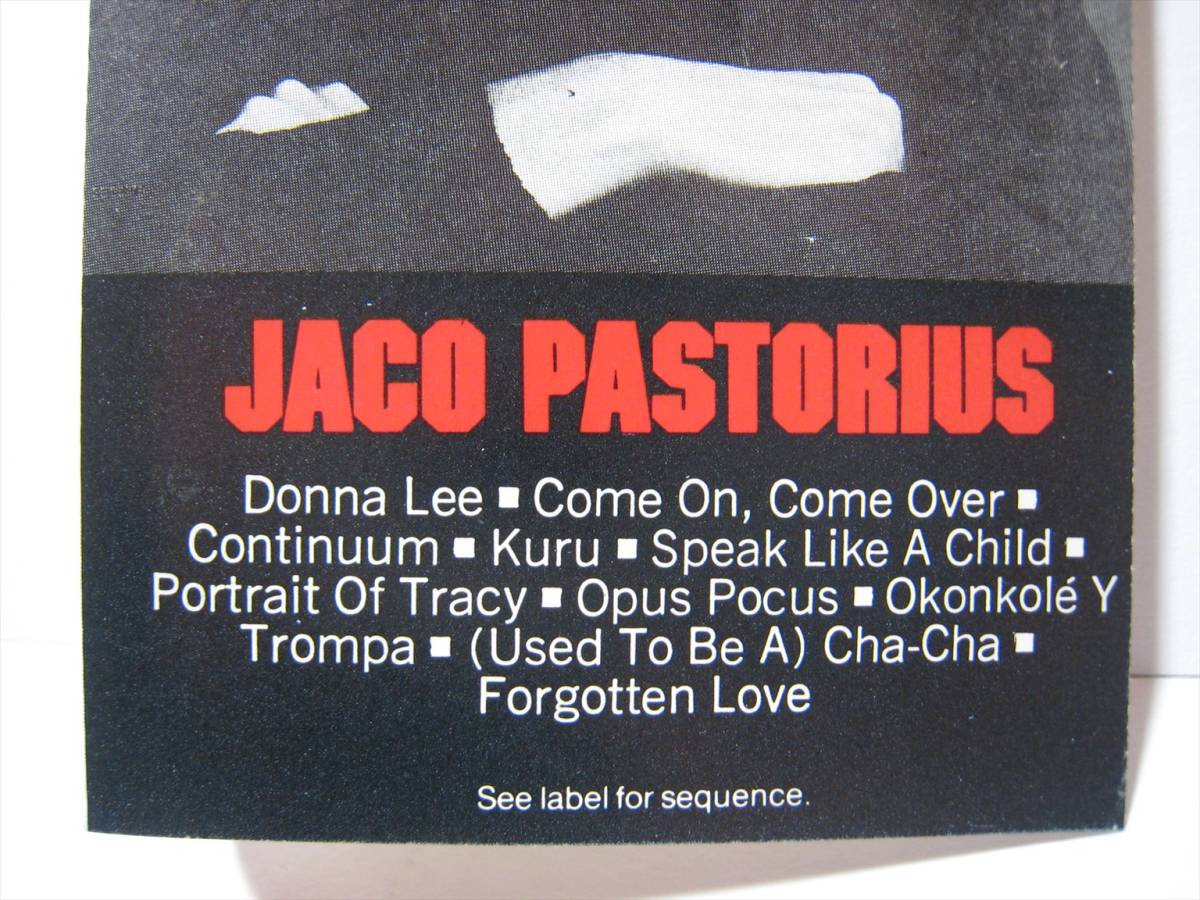 JACO PASTORIUS
Donna Lee ■ Come On, Come Over ■
Continuum ■ Kuru ■ Speak Like A Child ■
Portrait Of Tracy ■ Opus Pocus ■ Okonkolé Y
Trompa ■ (Used To Be A) Cha-Cha ■
Forgotten Love
See label for sequence.